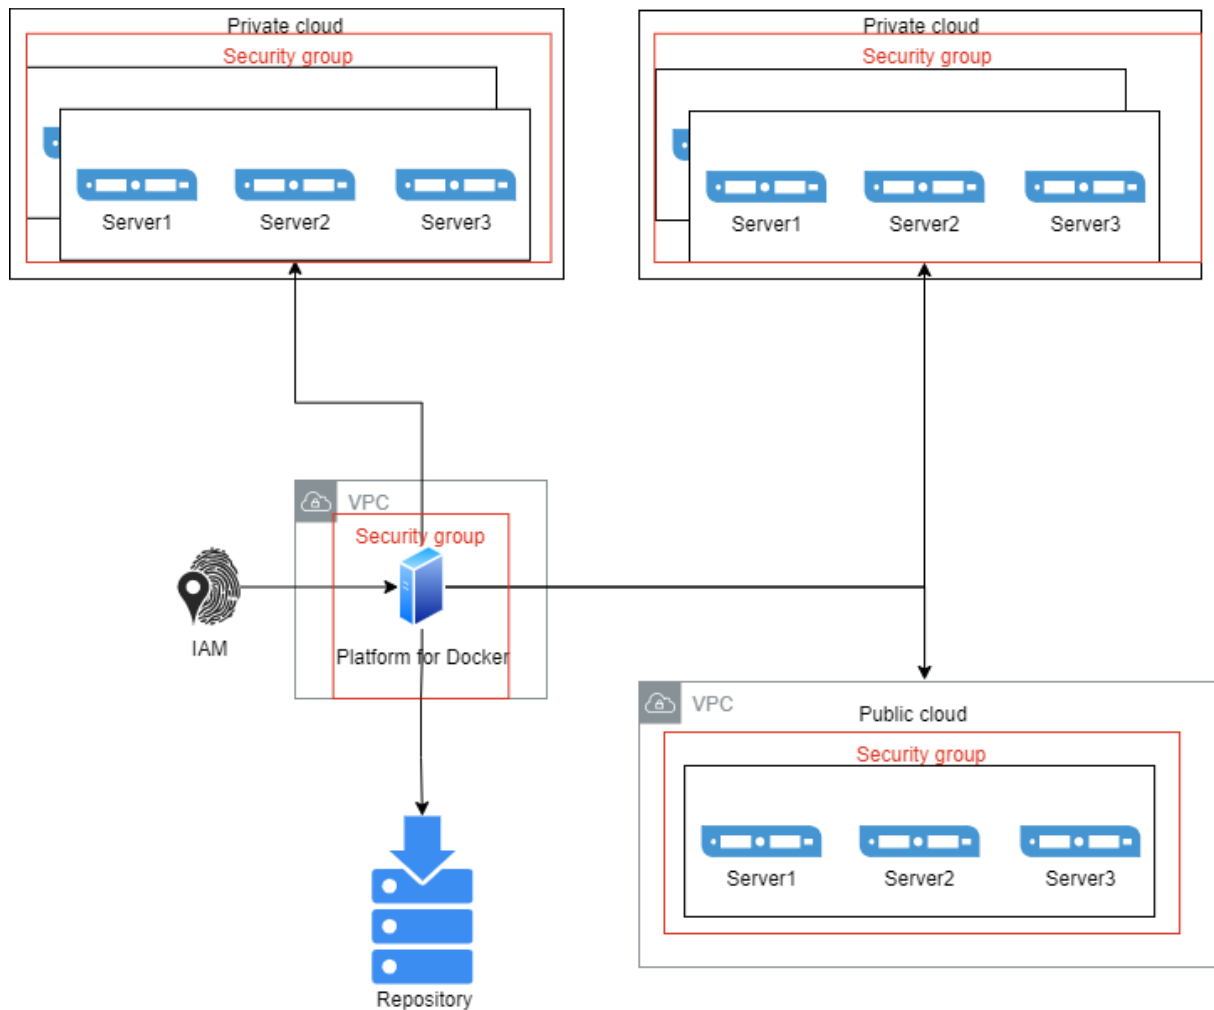 Private cloud
Security group
Server1
Server2
Server3
Private cloud
Security group
Server1
Server2
Server3
VPC
Security group
IAM
Platform for Docker
Repository
VPC
Public cloud
Security group
Server1
Server2
Server3